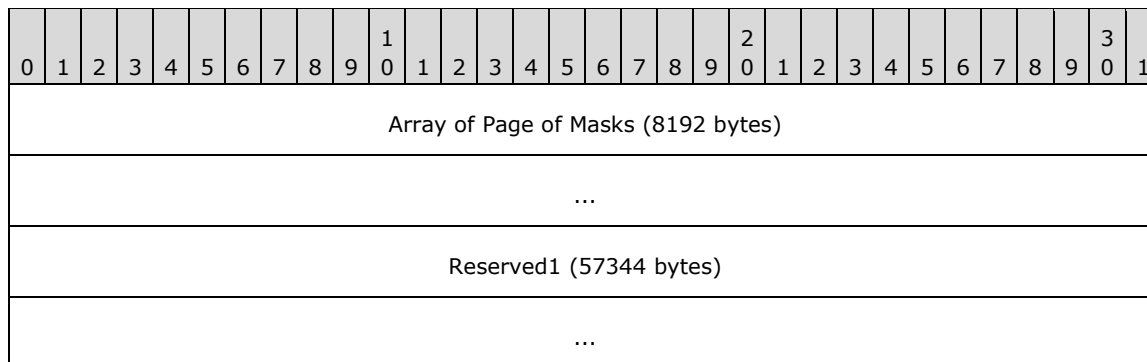 1 2 3
0 1 2 3 4 5 6 7 8 9 0 1 2 3 4 5 6 7 8 9 0 1 2 3 4 5 6 7 8 9 0 1
Array of Page of Masks (8192 bytes)
...
Reserved1 (57344 bytes)
...